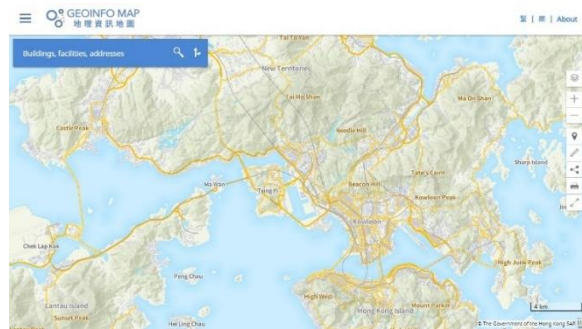 GEOINFO MAP
地理資訊地圖
繁 | 簡 | About
Buildings, facilities, addresses
Tai To Yan
New Territories
Tai Mo Shan
Ma On Shan
Castle Peak
Needle Hill
Sharp Island
Tate's Cairn
Ma Wan
Tsing Yi
Beacon Hill
Kowloon Peak
Kowloon
Chek Lap Kok
High Junk Peak
Peng Chau
Lantau Island
Sunset Peak
High West
Hong Kong Island
Mount Parker
4 km
Hei Ling Chau
© The Government of the Hong Kong SAR